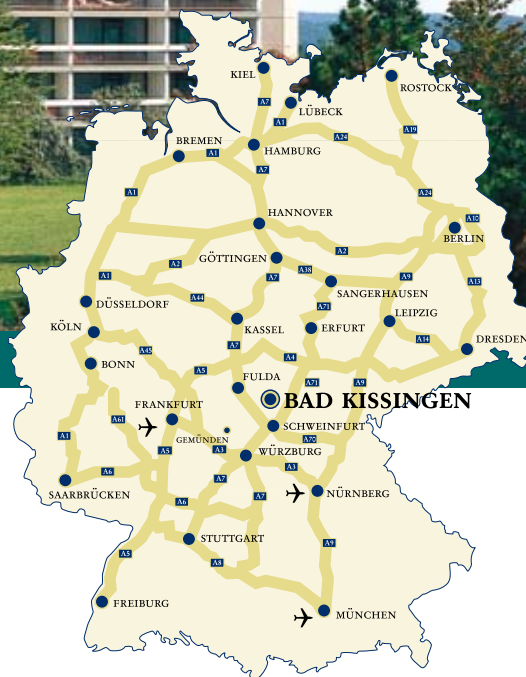 KIEL
ROSTOCK
A7
LÜBECK
A1
A19
A24
BREMEN
A1
HAMBURG
A7
A1
A24
HANNOVER
A10
BERLIN
A2
GÖTTINGEN
A2
A38
A1
A7
A9
A13
SANGERHAUSEN
A44
DÜSSELDORF
A71
LEIPZIG
KÖLN
KASSEL
ERFURT
A14
DRESDEN
A7
A45
A4
BONN
A5
FULDA
A71
A9
BAD KISSINGEN
FRANKFURT
A61
SCHWEINFURT
A1
GEMÜNDEN
A70
A5
A3
WÜRZBURG
A6
A3
A7
SAARBRÜCKEN
A7
NÜRNBERG
A6
STUTTGART
A9
A5
A8
FREIBURG
MÜNCHEN